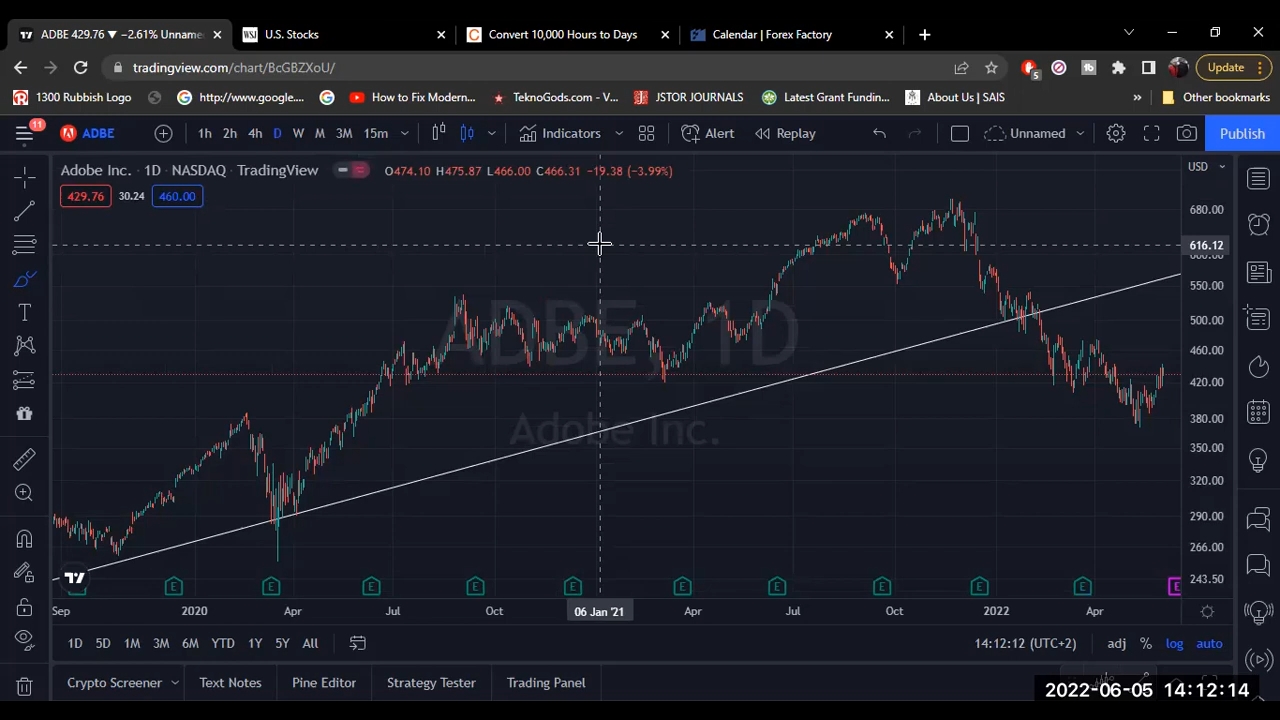 ADBE 429.76 ▼ −2.61% Unname
U.S. Stocks
Convert 10,000 Hours to Days
Calendar | Forex Factory
tradingview.com/chart/BcGBZXoU/
5
Update
1300 Rubbish Logo
http://www.google....
How to Fix Modern...
TeknoGods.com - V...
JSTOR JOURNALS
Latest Grant Fundin...
About Us | SAIS
»
Other bookmarks
11
ADBE
1h 2h 4h D W M 3M 15m
Indicators
Alert
Replay
Unnamed
Publish
Adobe Inc. · 1D · NASDAQ · TradingView
O474.10 H475.87 L466.00 C466.31 −19.38 (−3.99%)
USD
429.76 30.24 460.00
680.00
616.12
600.00
550.00
500.00
460.00
420.00
380.00
350.00
320.00
290.00
266.00
243.50
ADBE, 1D
Adobe Inc.
E E E E E E E E E E E
Sep 2020 Apr Jul Oct 06 Jan '21 Apr Jul Oct 2022 Apr
1D 5D 1M 3M 6M YTD 1Y 5Y All
14:12:12 (UTC+2)
adj % log auto
Crypto Screener Text Notes Pine Editor Strategy Tester Trading Panel
2022-06-05 14:12:14